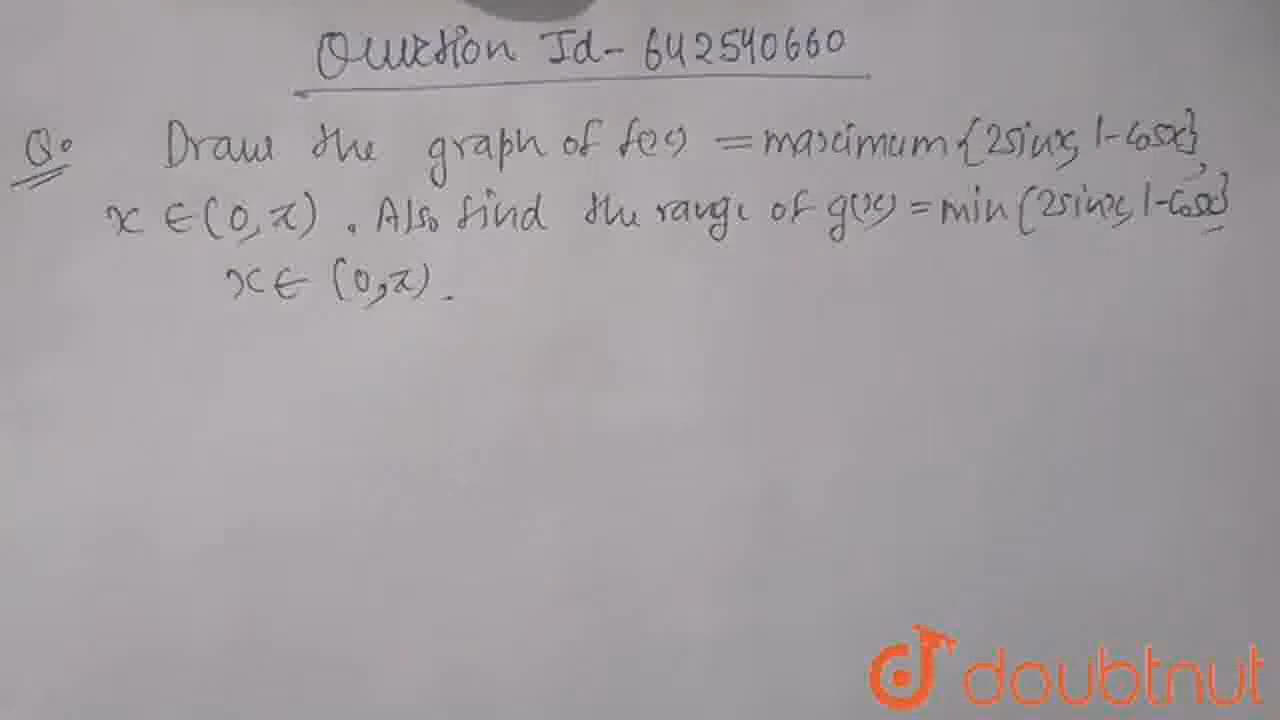 Question Id- 642540660
Q. Draw the graph of f(x) = maximum{2sinx, 1-cosx},
x ∈ (0, π). Also find the range of g(x) = min{2sinx, 1-cosx}
x ∈ (0, π).
doubtnut